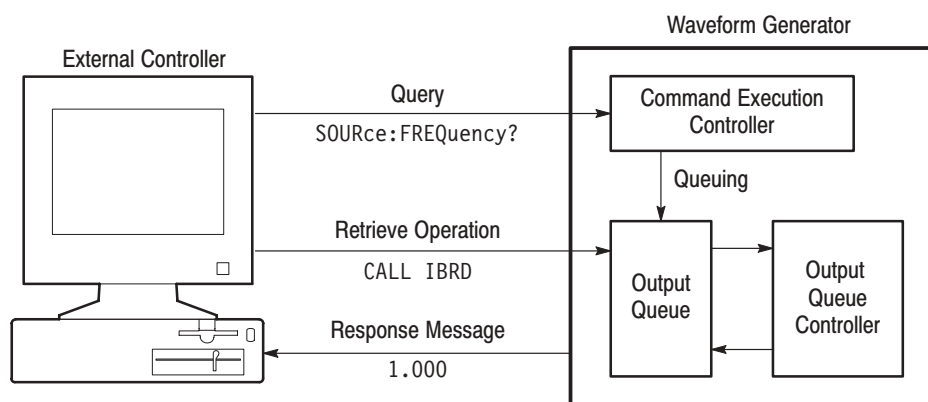 Waveform Generator
External Controller
Query
SOURce:FREQuency?
Command Execution
Controller
Queuing
Retrieve Operation
CALL IBRD
Output
Queue
Output
Queue
Controller
Response Message
1.000